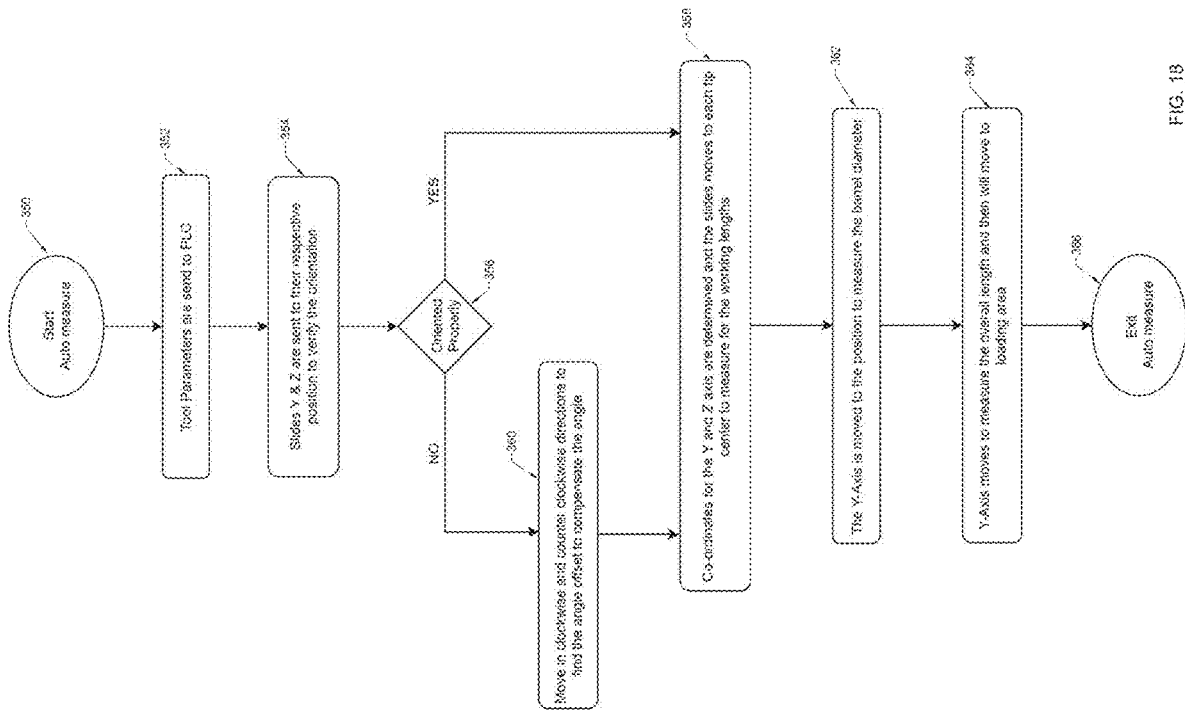 350
Start
Auto measure
352
Tool Parameters are send to PLC
354
Slides Y & Z are sent to their respective
position to verify the orientation
Oriented
Properly
356
YES
NO
360
Move in clockwise and counter clockwise directions to
find the angle offset to compensate the angle
358
Co-ordinates for the Y and Z axis are determined and the slides moves to each tip
center to measure for the working lengths
362
The Y-Axis is moved to the position to measure the barrel diameter
364
Y-Axis moves to measure the overall length and then will move to
loading area
366
Exit
Auto measure
FIG. 18